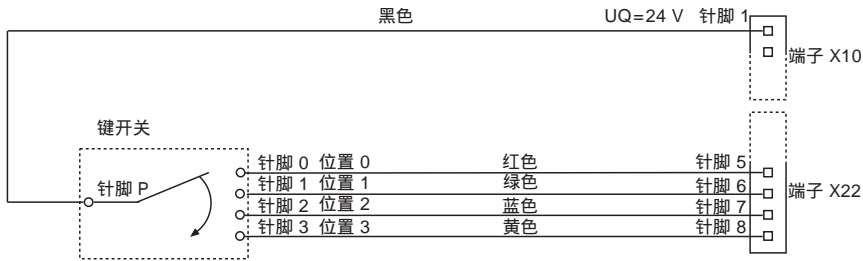 黑色 UQ=24 V 针脚 1
端子 X10
键开关
针脚 P
针脚 0 位置 0 红色 针脚 5
针脚 1 位置 1 绿色 针脚 6
端子 X22
针脚 2 位置 2 蓝色 针脚 7
针脚 3 位置 3 黄色 针脚 8